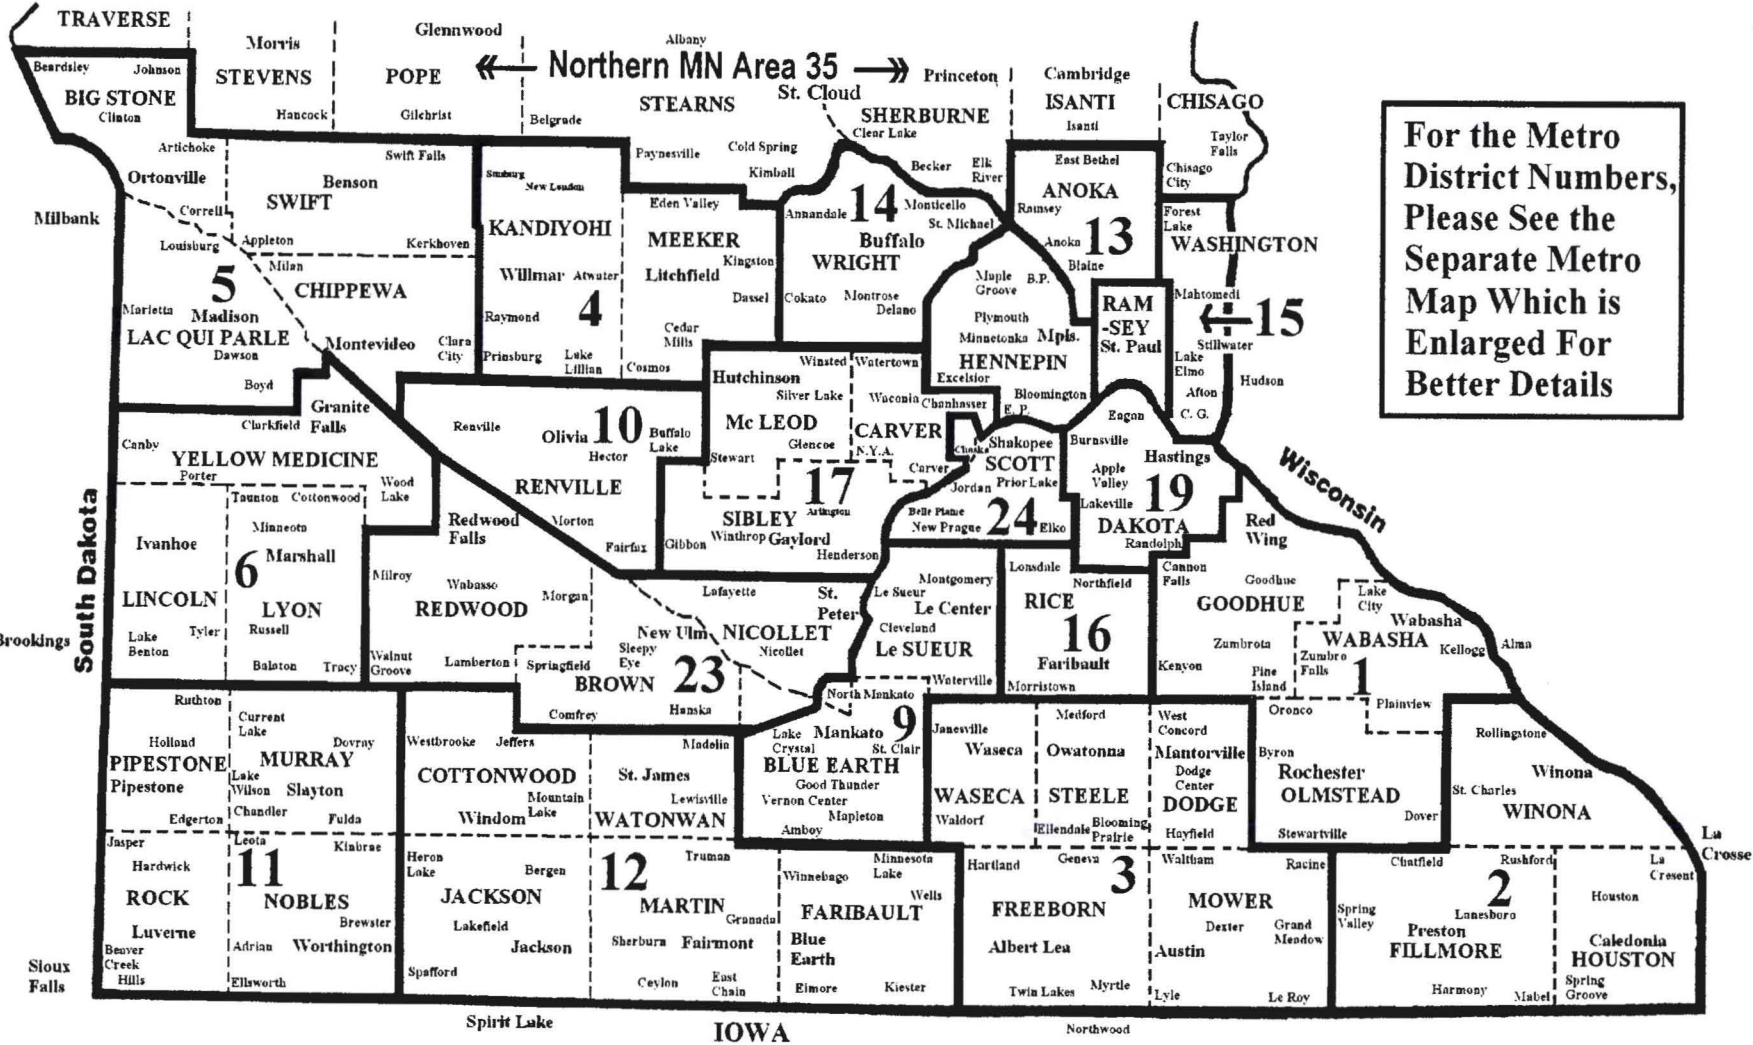 TRAVERSE
Morris
Glennwood
Albany
Northern MN Area 35
Princeton
Cambridge
STEVENS
POPE
STEARNS
St. Cloud
SHERBURNE
ISANTI
CHISAGO
Beardsley
Johnson
BIG STONE
Clinton
Hancock
Gilchrist
Belgrade
Clear Lake
Isanti
Taylor
Falls
For the Metro
District Numbers,
Please See the
Separate Metro
Map Which is
Enlarged For
Better Details
Artichoke
Ortonville
Swift Falls
Benson
SWIFT
Correll
Milbank
Louisburg
Appleton
Kerkhoven
Sunburg
New London
KANDIYOHI
Willmar
Atwater
4
Raymond
Prinsburg
Lake
Lillian
Paynesville
Cold Spring
Kimball
Eden Valley
MEEKER
Kingston
Litchfield
Dassel
Cedar
Mills
Cosmos
Becker
Elk
River
Annandale
14
Monticello
St. Michael
Buffalo
WRIGHT
Cokato
Montrose
Delano
East Bethel
ANOKA
Ramsey
Anoka
13
Blaine
Chisago
City
Forest
Lake
WASHINGTON
Mahtomedi
15
Stillwater
Lake
Elmo
Afton
C. G.
Hudson
Maple
Groove
B.P.
Plymouth
Minnetonka
Mpls.
HENNEPIN
Excelsior
Bloomington
E. P.
RAM
-SEY
St. Paul
Milan
CHIPPEWA
5
Marietta
Madison
LAC QUI PARLE
Dawson
Boyd
Montevideo
Clara
City
Granite
Falls
Clarkfield
Canby
YELLOW MEDICINE
Porter
Wood
Lake
Renville
Olivia
10
Buffalo
Lake
Hector
RENVILLE
Morton
Fairfax
Redwood
Falls
Winsted
Watertown
Hutchinson
Silver Lake
Waconia
Chanhasser
Mc LEOD
CARVER
Glencoe
N.Y.A.
Stewart
Carver
Chaska
17
Arlington
SIBLEY
Winthrop
Gaylord
Gibbon
Henderson
Shakopee
SCOTT
Prior Lake
Jordan
Belle Plaine
New Prague
24
Elko
Eagan
Burnsville
Hastings
Apple
Valley
19
Lakeville
DAKOTA
Randolph
Wisconsin
Red
Wing
South Dakota
Taunton
Cottonwood
Minneota
Ivanhoe
Marshall
6
LINCOLN
LYON
Tyler
Russell
Lake
Benton
Balaton
Tracy
Brookings
Milroy
Wabasso
REDWOOD
Morgan
Walnut
Groove
Lamberton
Lafayette
St.
Peter
New Ulm
NICOLLET
Nicollet
Sleepy
Eye
Springfield
BROWN
23
Hanska
Comfrey
Montgomery
Le Sueur
Le Center
Cleveland
Le SUEUR
Waterville
North Mankato
Lonsdale
Northfield
RICE
16
Faribault
Morristown
Cannon
Falls
Goodhue
GOODHUE
Lake
City
Wabasha
WABASHA
Zumbrota
Zumbro
Falls
Kellogg
Alma
Kenyon
Pine
Island
1
Plainview
Oronco
Ruthton
Current
Lake
Holland
Dovray
PIPESTONE
MURRAY
Pipestone
Lake
Wilson
Slayton
Chandler
Edgerton
Fulda
Westbrooke
Jeffers
COTTONWOOD
Mountain
Lake
Windom
Madelia
St. James
Lewisville
WATONWAN
Lake
Crystal
Mankato
9
St. Clair
BLUE EARTH
Good Thunder
Vernon Center
Mapleton
Amboy
Janesville
Waseca
WASECA
Waldorf
Medford
Owatonna
STEELE
Ellendale
Blooming
Prairie
West
Concord
Mantorville
Dodge
Center
DODGE
Hayfield
Byron
Rochester
OLMSTEAD
Dover
Stewartville
Rollingstone
Winona
St. Charles
WINONA
La
Crosse
Jasper
Leota
Kinbrae
Hardwick
11
ROCK
NOBLES
Brewster
Luverne
Adrian
Worthington
Beaver
Creek
Hills
Ellsworth
Sioux
Falls
Heron
Lake
Bergen
JACKSON
Lakefield
Jackson
Spafford
12
Truman
MARTIN
Granada
Sherburn
Fairmont
Ceylon
East
Chain
Winnebago
Minnesota
Lake
Wells
FARIBAULT
Blue
Earth
Elmore
Kiester
Hartland
Geneva
3
FREEBORN
Albert Lea
Twin Lakes
Myrtle
Waltham
Racine
MOWER
Dexter
Grand
Meadow
Austin
Lyle
Le Roy
Chatfield
Rushford
2
Lanesboro
Spring
Valley
Preston
FILLMORE
Harmony
Mabel
La
Cresent
Houston
Caledonia
HOUSTON
Spring
Groove
Spirit Lake
IOWA
Northwood